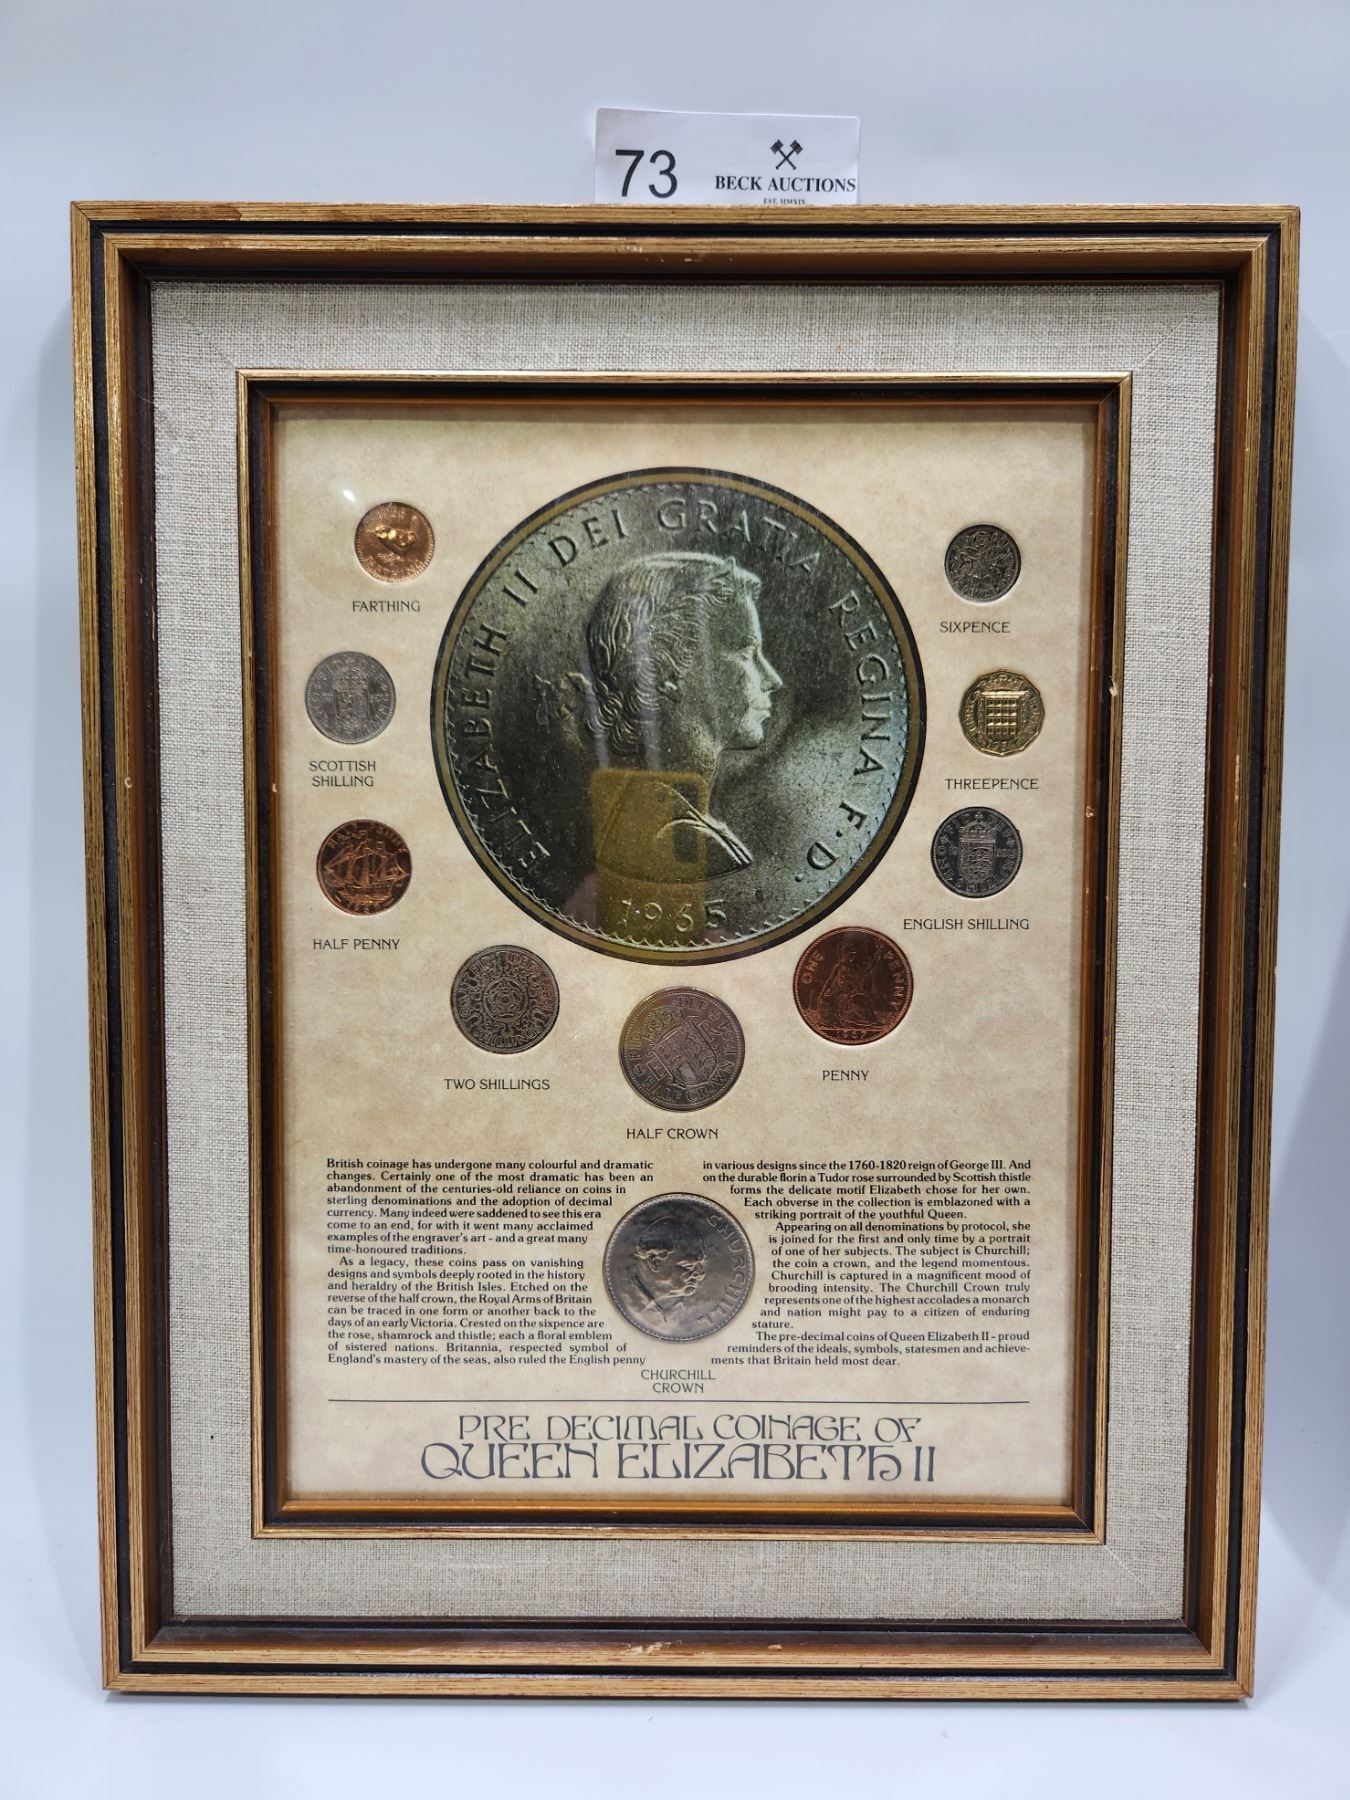 73
BECK AUCTIONS
EST. MMXIX
ELIZABETH II DEI GRATIA REGINA F.D.
1965
FARTHING
SIXPENCE
SCOTTISH
SHILLING
THREEPENCE
HALF PENNY
ENGLISH SHILLING
ONE PENNY
1967
TWO SHILLINGS
PENNY
HALF CROWN
British coinage has undergone many colourful and dramatic
changes. Certainly one of the most dramatic has been an
abandonment of the centuries-old reliance on coins in
sterling denominations and the adoption of decimal
currency. Many indeed were saddened to see this era
come to an end, for with it went many acclaimed
examples of the engraver's art - and a great many
time-honoured traditions.
As a legacy, these coins pass on vanishing
designs and symbols deeply rooted in the history
and heraldry of the British Isles. Etched on the
reverse of the half crown, the Royal Arms of Britain
can be traced in one form or another back to the
days of an early Victoria. Crested on the sixpence are
the rose, shamrock and thistle; each a floral emblem
of sistered nations. Britannia, respected symbol of
England's mastery of the seas, also ruled the English penny
in various designs since the 1760-1820 reign of George III. And
on the durable florin a Tudor rose surrounded by Scottish thistle
forms the delicate motif Elizabeth chose for her own.
Each obverse in the collection is emblazoned with a
striking portrait of the youthful Queen.
Appearing on all denominations by protocol, she
is joined for the first and only time by a portrait
of one of her subjects. The subject is Churchill;
the coin a crown, and the legend momentous.
Churchill is captured in a magnificent mood of
brooding intensity. The Churchill Crown truly
represents one of the highest accolades a monarch
and nation might pay to a citizen of enduring
stature.
The pre-decimal coins of Queen Elizabeth II - proud
reminders of the ideals, symbols, statesmen and achieve-
ments that Britain held most dear.
CHURCHILL
CHURCHILL
CROWN
PRE DECIMAL COINAGE OF
QUEEN ELIZABETH II